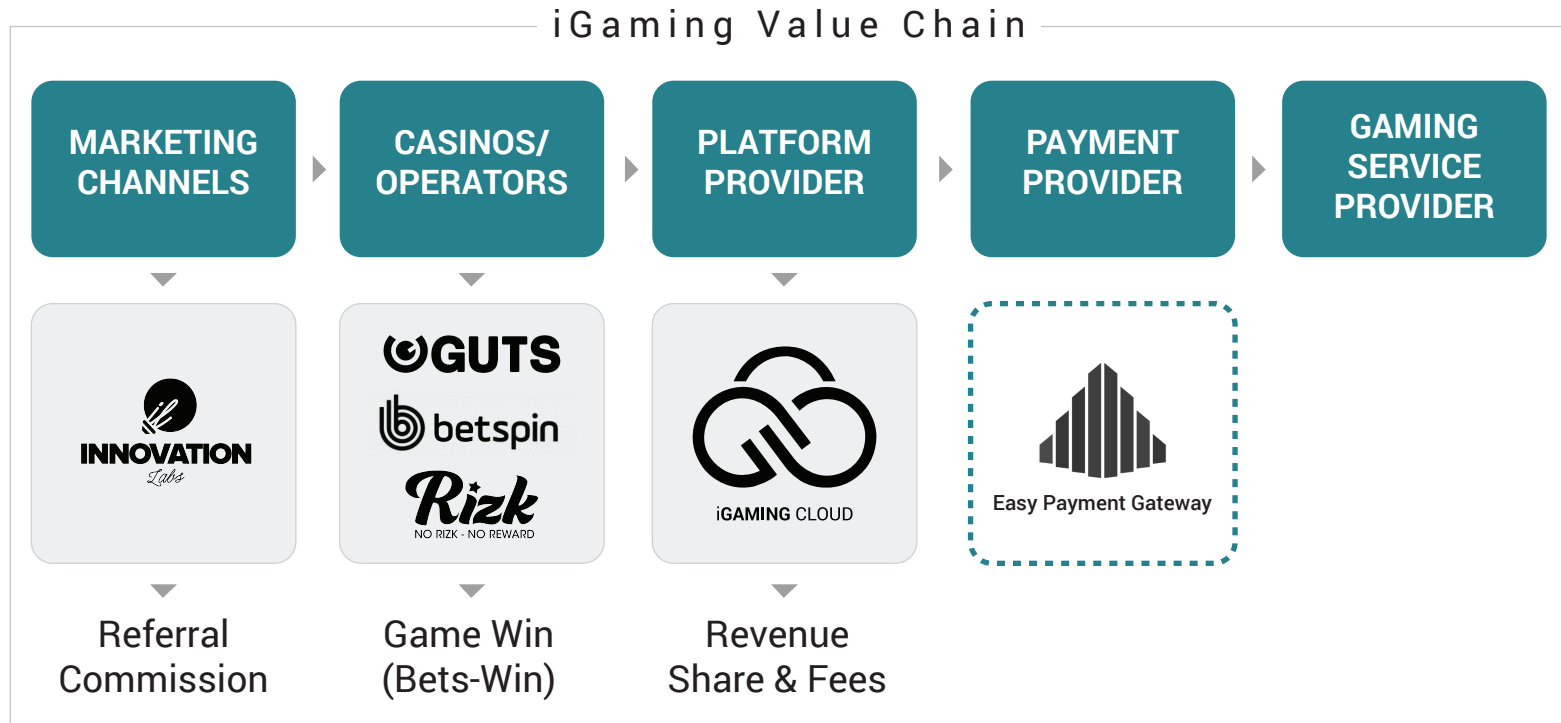 iGaming Value Chain
MARKETING
CHANNELS
CASINOS/
OPERATORS
PLATFORM
PROVIDER
PAYMENT
PROVIDER
GAMING
SERVICE
PROVIDER
INNOVATION
Labs
GUTS
betspin
Rizk
NO RIZK - NO REWARD
iGAMING CLOUD
Easy Payment Gateway
Referral
Commission
Game Win
(Bets-Win)
Revenue
Share & Fees